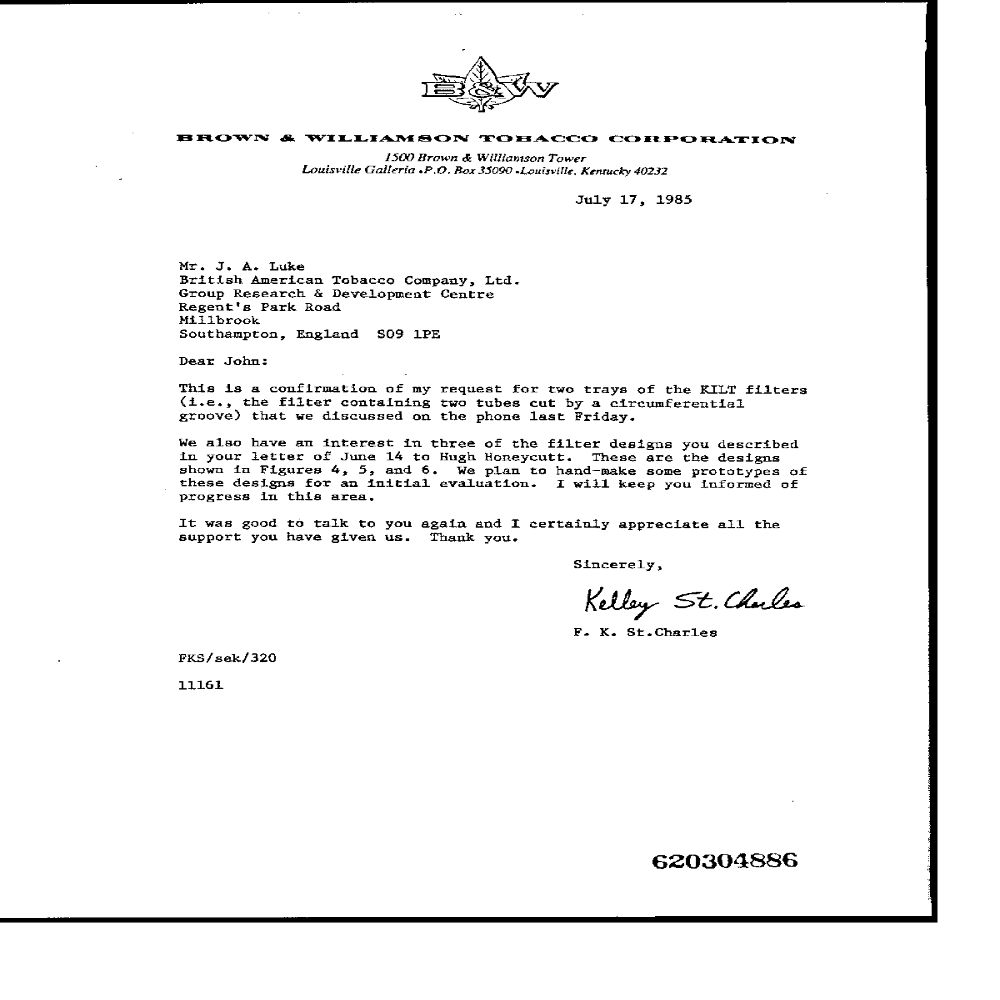 B&W
BROWN & WILLIAMSON TOBACCO CORPORATION
1500 Brown & Williamson Tower
Louisville Galleria • P.O. Box 35090 • Louisville, Kentucky 40232
July 17, 1985
Mr. J. A. Luke
British American Tobacco Company, Ltd.
Group Research & Development Centre
Regent's Park Road
Millbrook
Southampton, England S09 1PE
Dear John:
This is a confirmation of my request for two trays of the KILT filters
(i.e., the filter containing two tubes cut by a circumferential
groove) that we discussed on the phone last Friday.
We also have an interest in three of the filter designs you described
in your letter of June 14 to Hugh Honeycutt. These are the designs
shown in Figures 4, 5, and 6. We plan to hand-make some prototypes of
these designs for an initial evaluation. I will keep you informed of
progress in this area.
It was good to talk to you again and I certainly appreciate all the
support you have given us. Thank you.
Sincerely,
Kelley St. Charles
F. K. St.Charles
FKS/sek/320
11161
620304886